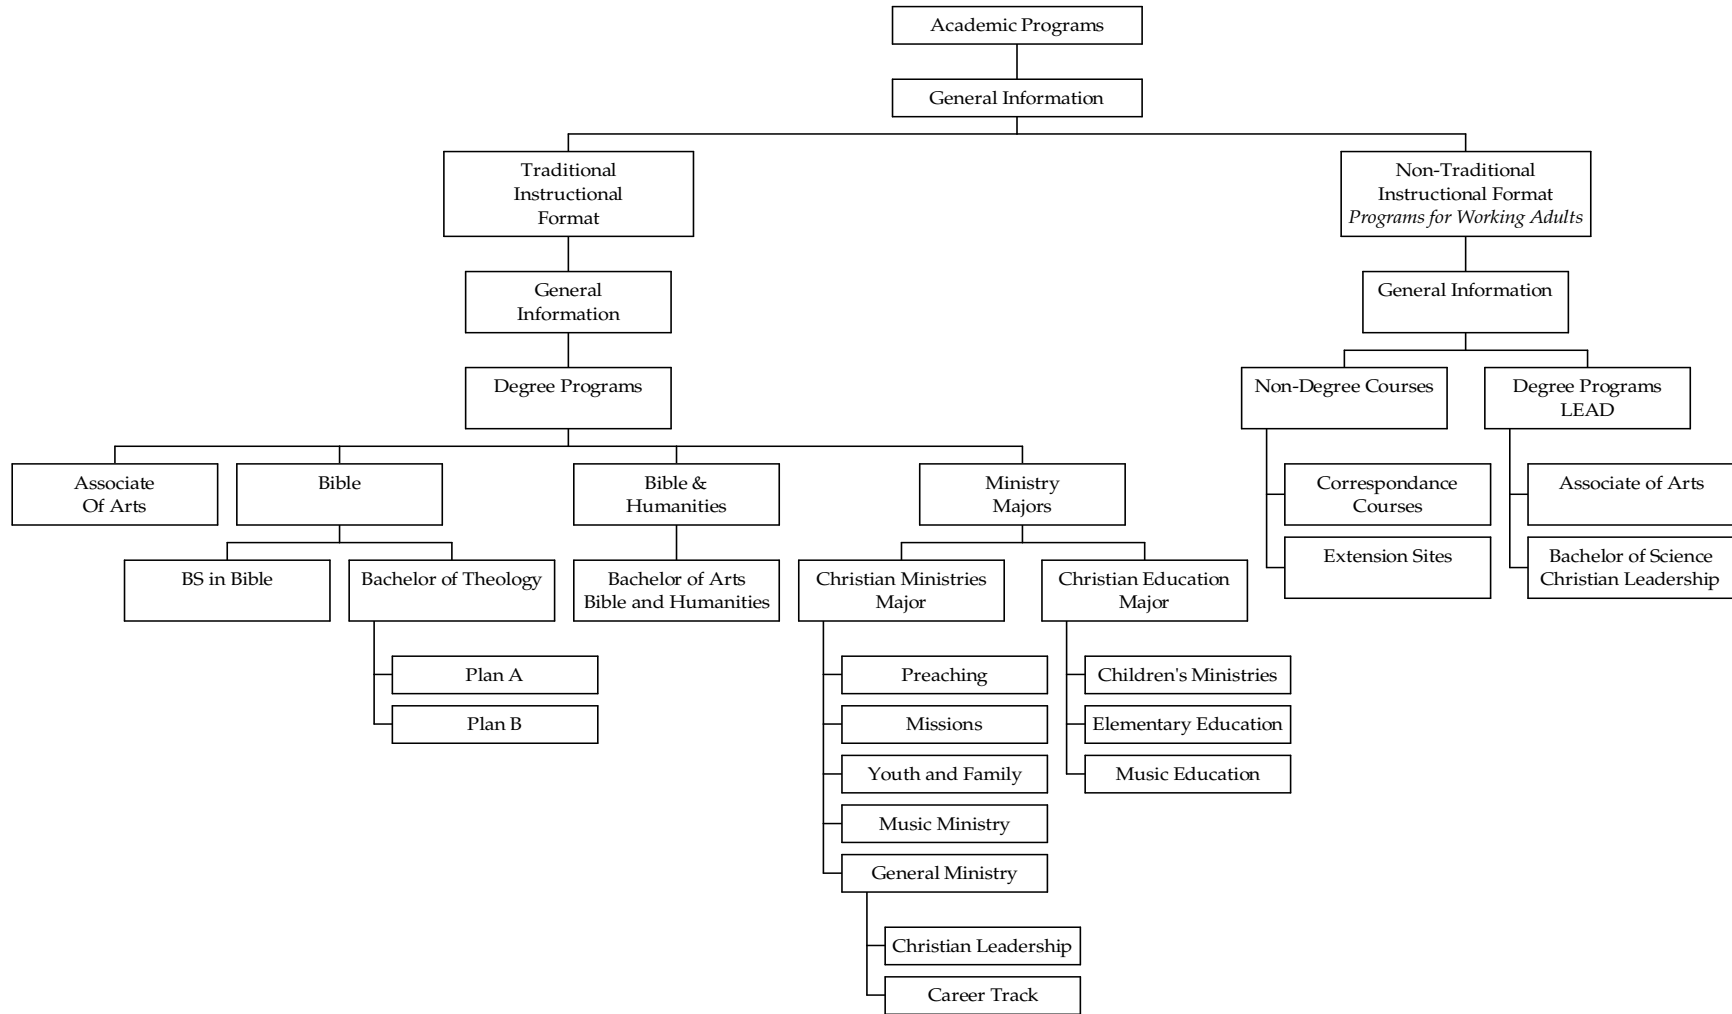 Academic Programs
General Information
Traditional
Instructional
Format
Non-Traditional
Instructional Format
Programs for Working Adults
General
Information
General Information
Degree Programs
Non-Degree Courses
Degree Programs
LEAD
Associate
Of Arts
Bible
Bible &
Humanities
Ministry
Majors
Correspondance
Courses
Associate of Arts
BS in Bible
Bachelor of Theology
Bachelor of Arts
Bible and Humanities
Christian Ministries
Major
Christian Education
Major
Extension Sites
Bachelor of Science
Christian Leadership
Plan A
Preaching
Children's Ministries
Plan B
Missions
Elementary Education
Youth and Family
Music Education
Music Ministry
General Ministry
Christian Leadership
Career Track